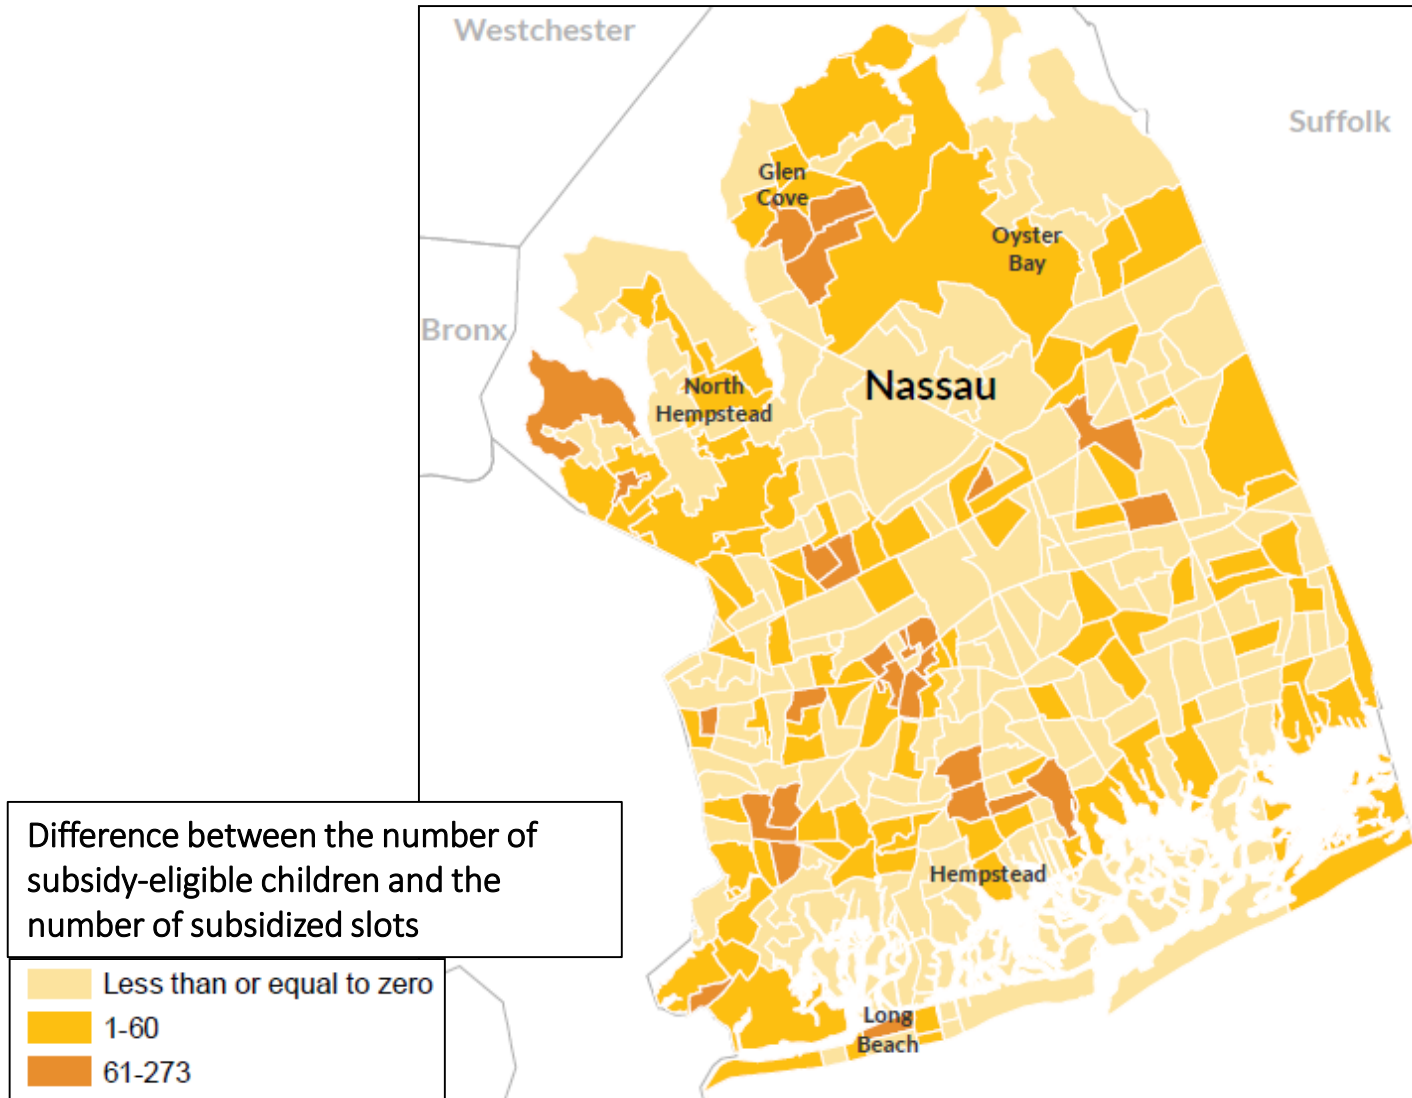 Westchester
Suffolk
Glen
Cove
Oyster
Bay
Bronx
North
Hempstead
Nassau
Difference between the number of
subsidy-eligible children and the
number of subsidized slots
Hempstead
Less than or equal to zero
1-60
61-273
Long
Beach